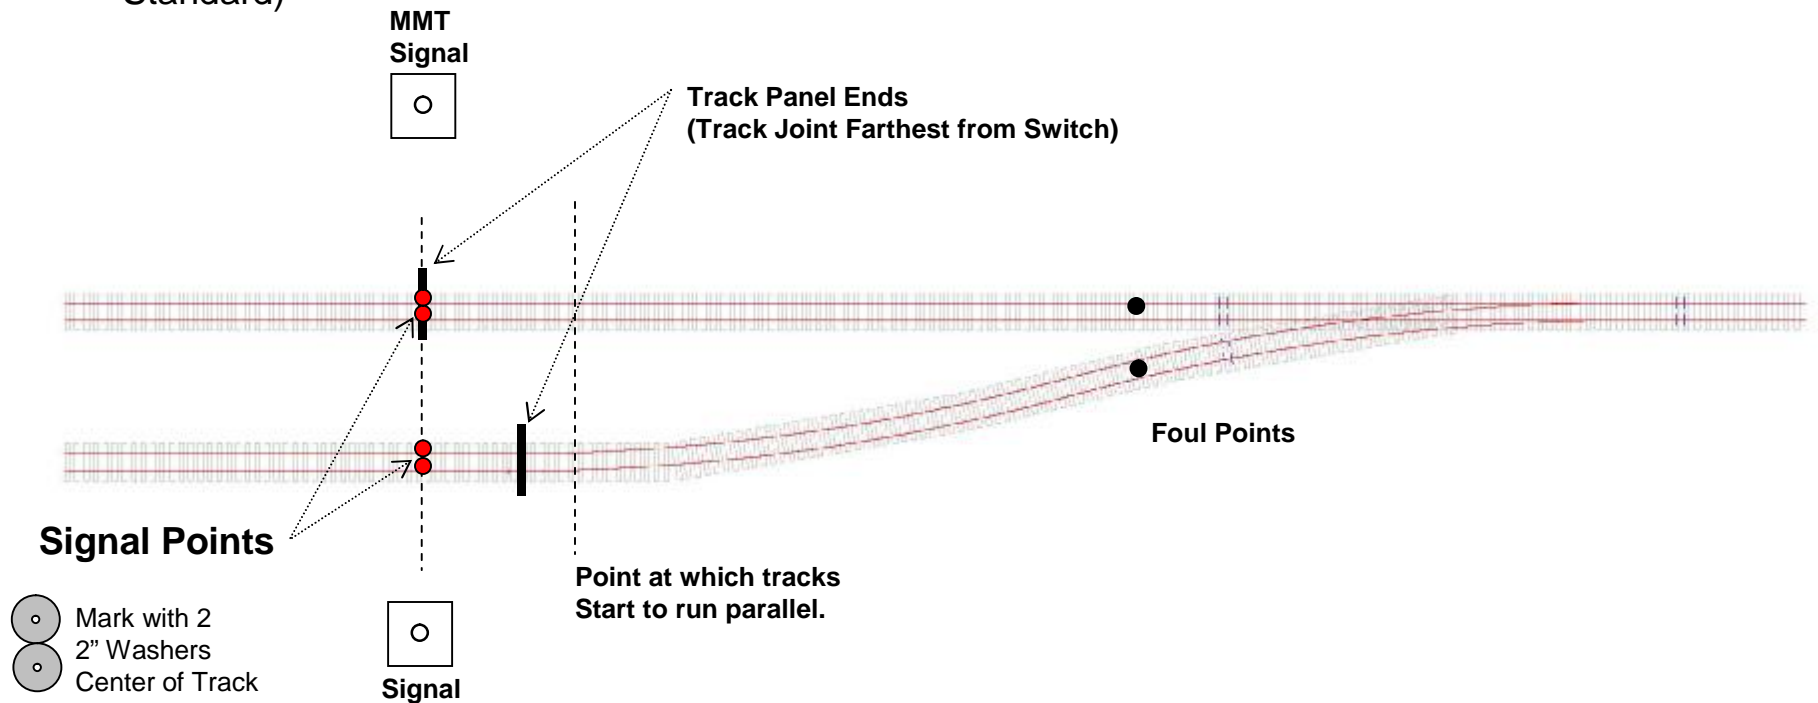 Standard)
MMT
Signal
Track Panel Ends
(Track Joint Farthest from Switch)
Foul Points
Signal Points
Point at which tracks
Start to run parallel.
Mark with 2
2” Washers
Center of Track
Signal